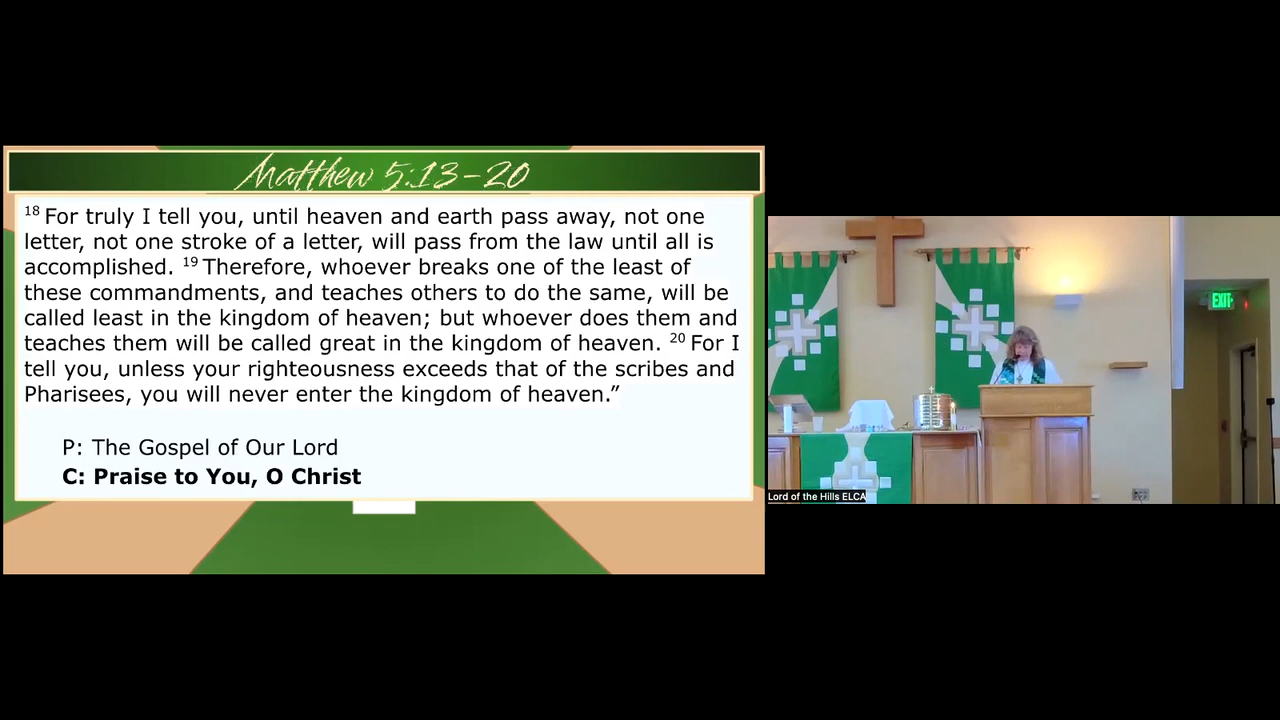 Matthew 5:13-20
18 For truly I tell you, until heaven and earth pass away, not one
letter, not one stroke of a letter, will pass from the law until all is
accomplished. 19 Therefore, whoever breaks one of the least of
these commandments, and teaches others to do the same, will be
called least in the kingdom of heaven; but whoever does them and
teaches them will be called great in the kingdom of heaven. 20 For I
tell you, unless your righteousness exceeds that of the scribes and
Pharisees, you will never enter the kingdom of heaven.”
P: The Gospel of Our Lord
C: Praise to You, O Christ
EXIT
Lord of the Hills ELCA